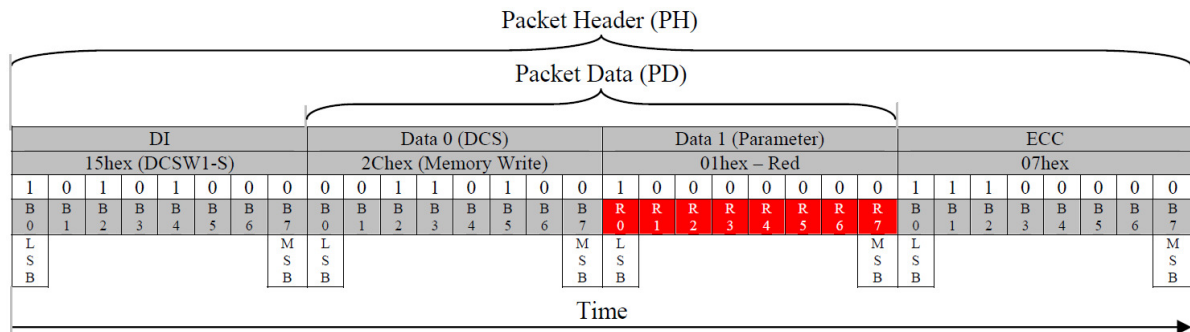 Packet Header (PH)
Packet Data (PD)
DI Data 0 (DCS) Data 1 (Parameter) ECC
15hex (DCSW1-S) 2Chex (Memory Write) 01hex – Red 07hex
1 0 1 0 1 0 0 0 0 0 1 1 0 1 0 0 1 0 0 0 0 0 0 0 1 1 1 0 0 0 0 0
B0 B1 B2 B3 B4 B5 B6 B7 B0 B1 B2 B3 B4 B5 B6 B7 R0 R1 R2 R3 R4 R5 R6 R7 B0 B1 B2 B3 B4 B5 B6 B7
LSB MSB LSB MSB LSB MSB LSB MSB
Time